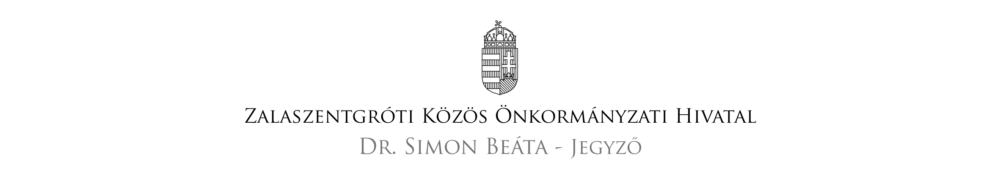 Zalaszentgróti Közös Önkormányzati Hivatal
Dr. Simon Beáta - Jegyző